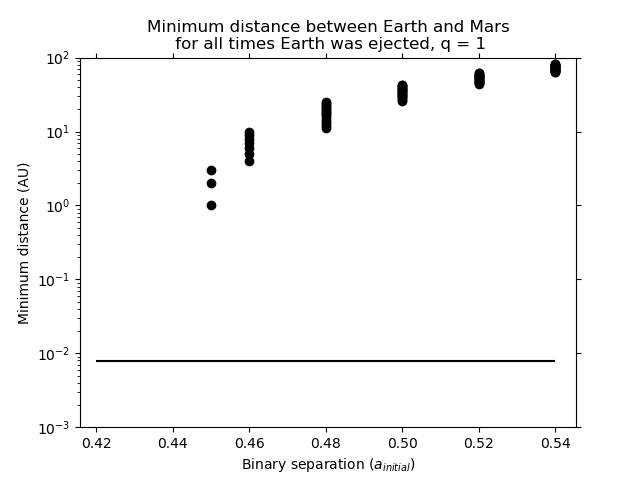 Minimum distance between Earth and Mars
for all times Earth was ejected, q = 1
Minimum distance (AU)
10²
10¹
10⁰
10⁻¹
10⁻²
10⁻³
0.42 0.44 0.46 0.48 0.50 0.52 0.54
Binary separation (a_initial)